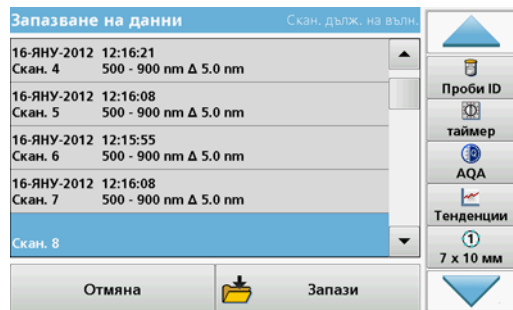 Запазване на данни
Скан. дълж. на вълн.
16-ЯНУ-2012 12:16:21
Скан. 4 500 - 900 nm Δ 5.0 nm
16-ЯНУ-2012 12:16:08
Скан. 5 500 - 900 nm Δ 5.0 nm
16-ЯНУ-2012 12:15:55
Скан. 6 500 - 900 nm Δ 5.0 nm
16-ЯНУ-2012 12:16:08
Скан. 7 500 - 900 nm Δ 5.0 nm
Скан. 8
Отмяна
Запази
Проби ID
таймер
AQA
Тенденции
1
7 x 10 мм